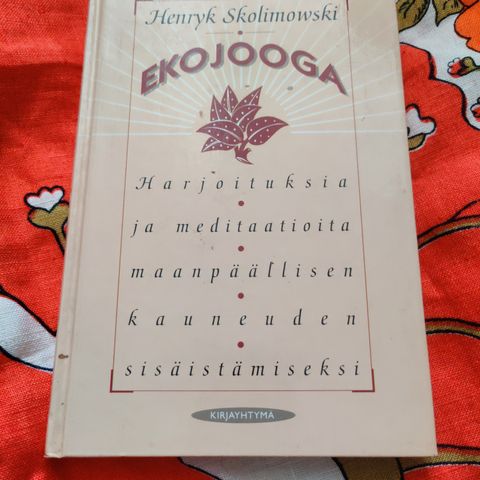 Henryk Skolimowski
EKOJOOGA
Harjoituksia
ja meditaatioita
maanpäällisen
kauneuden
sisäistämiseksi
KIRJAYHTYMÄ